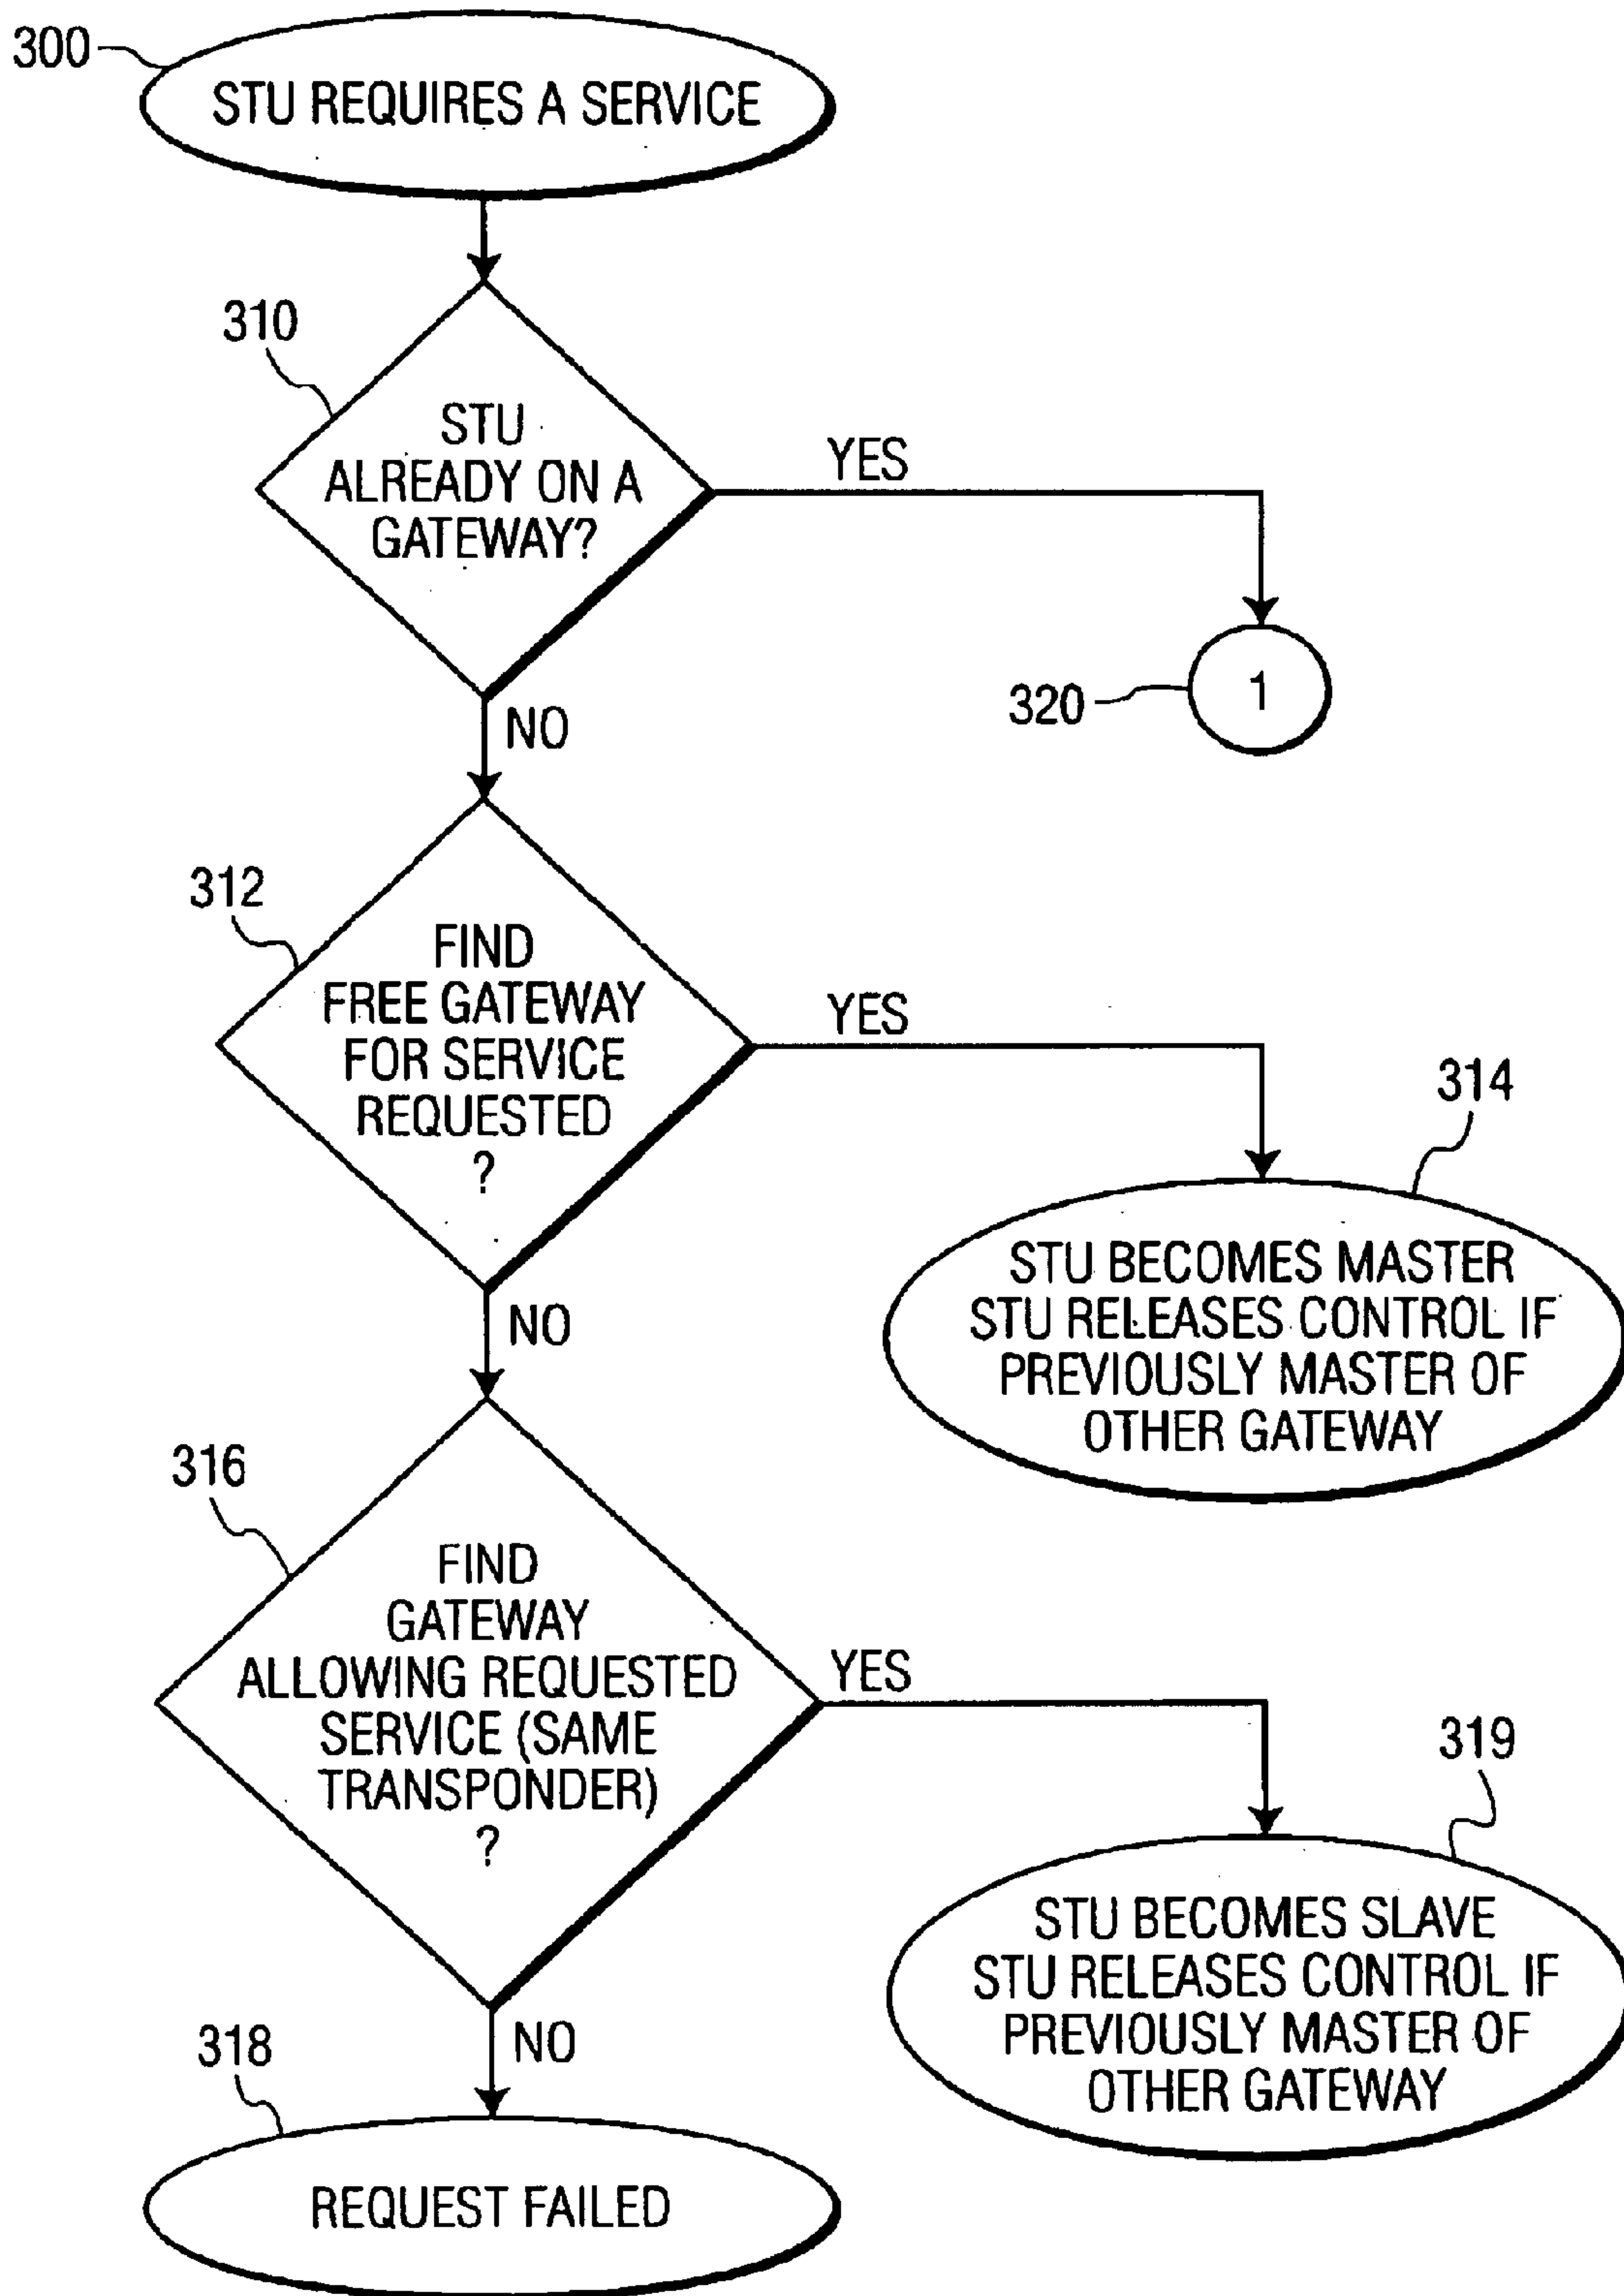 300
STU REQUIRES A SERVICE
310
STU
ALREADY ON A
GATEWAY?
YES
320
1
NO
312
FIND
FREE GATEWAY
FOR SERVICE
REQUESTED
?
YES
314
STU BECOMES MASTER
STU RELEASES CONTROL IF
PREVIOUSLY MASTER OF
OTHER GATEWAY
NO
316
FIND
GATEWAY
ALLOWING REQUESTED
SERVICE (SAME
TRANSPONDER)
?
YES
319
STU BECOMES SLAVE
STU RELEASES CONTROL IF
PREVIOUSLY MASTER OF
OTHER GATEWAY
NO
318
REQUEST FAILED